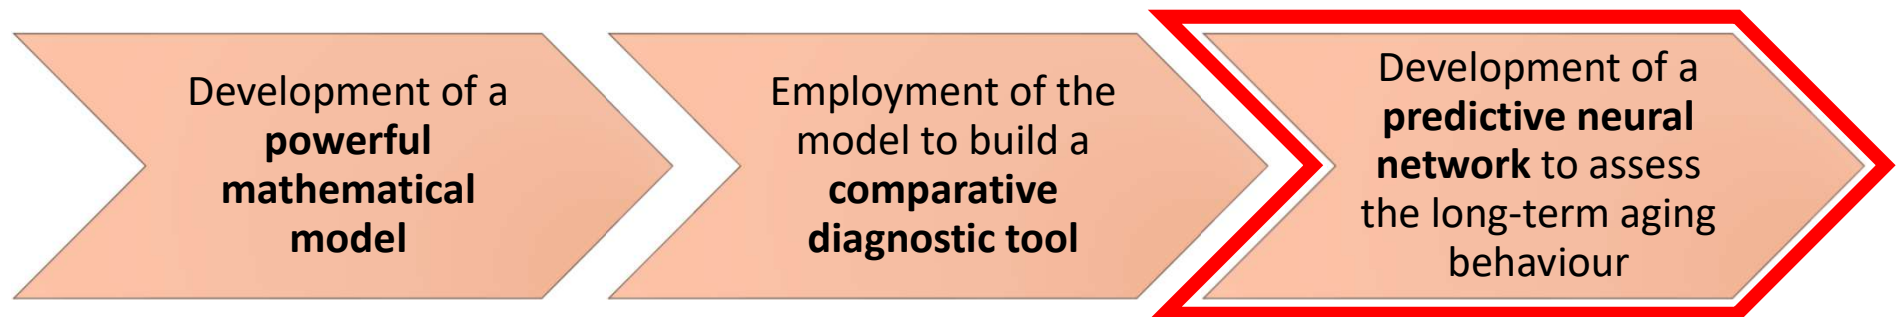 Development of a
powerful
mathematical
model
Employment of the
model to build a
comparative
diagnostic tool
Development of a
predictive neural
network to assess
the long-term aging
behaviour